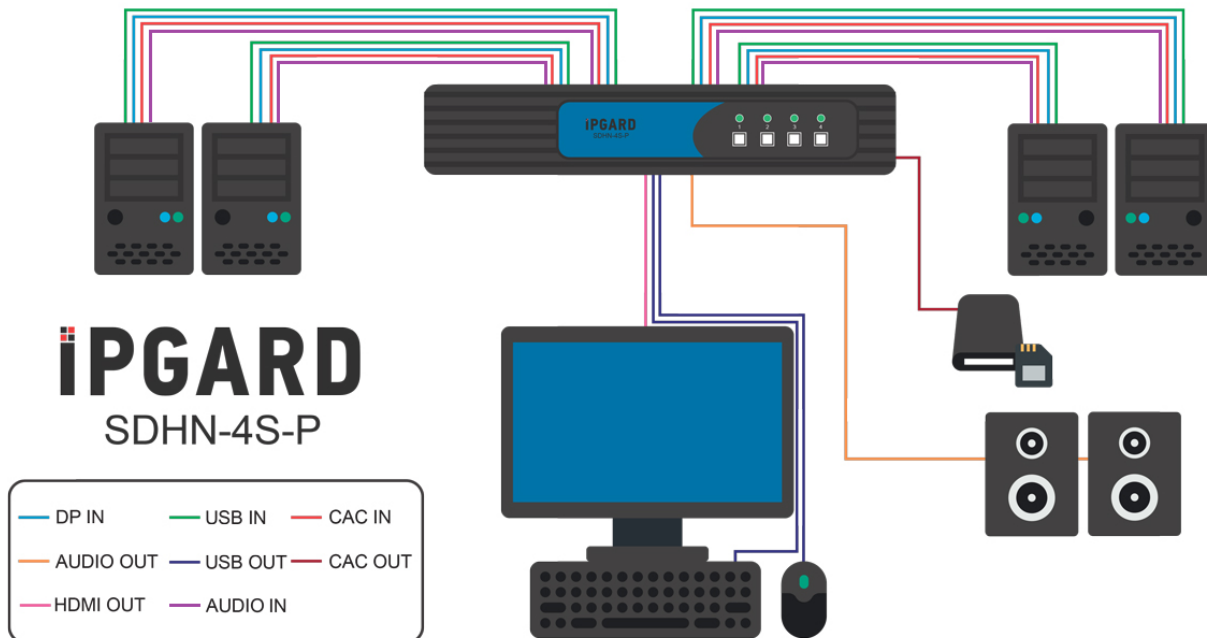 iPGARD
SDHN-4S-P
1 2 3 4
iPGARD
SDHN-4S-P
DP IN USB IN CAC IN
AUDIO OUT USB OUT CAC OUT
HDMI OUT AUDIO IN